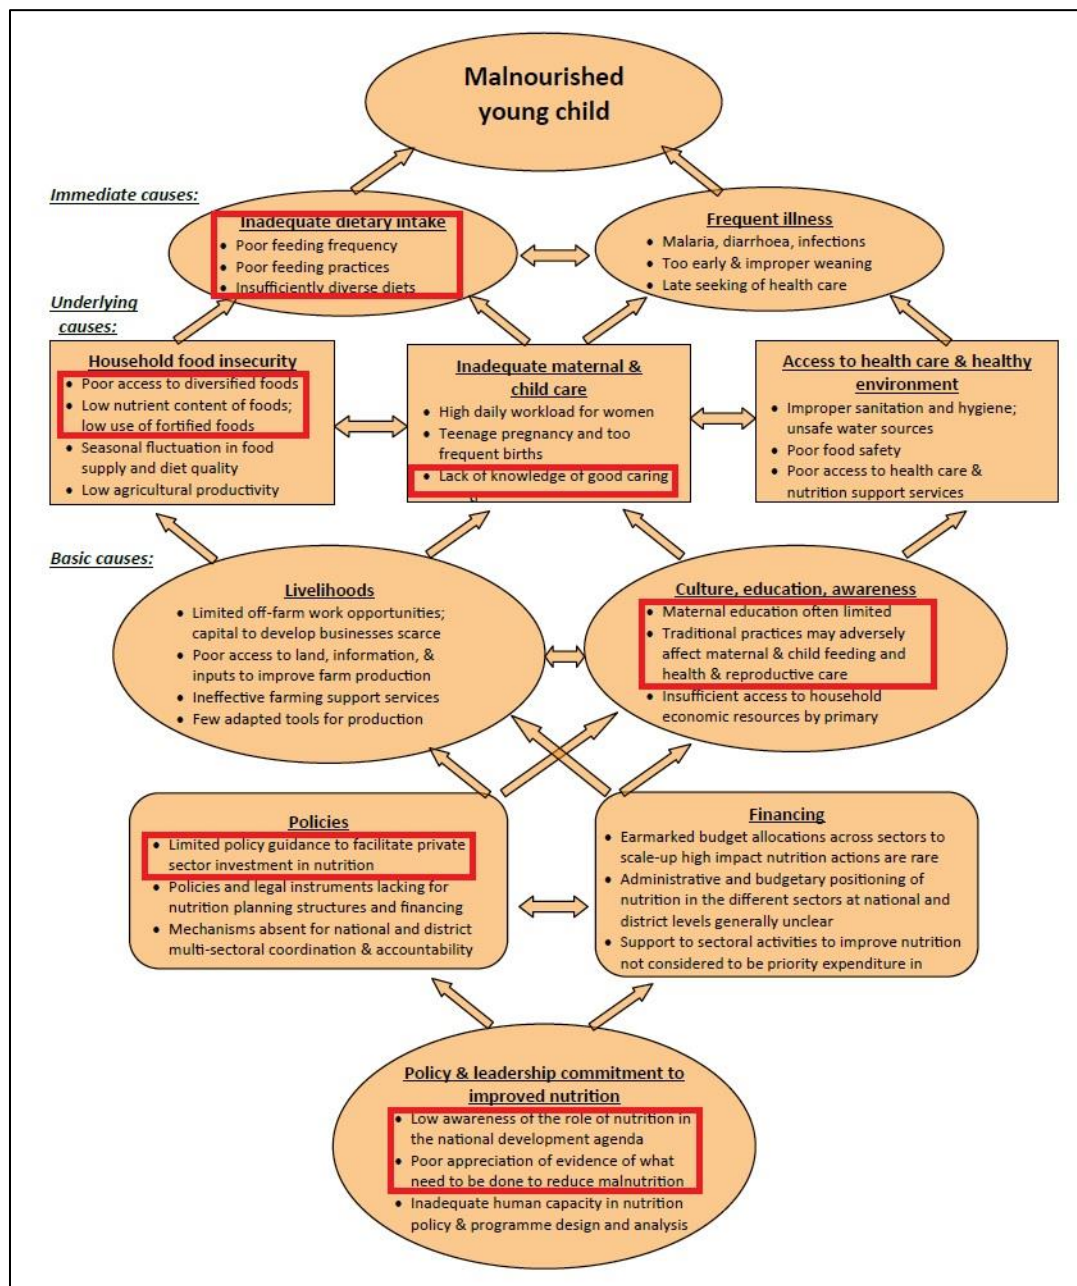 Malnourished
young child
Immediate causes:
Inadequate dietary intake
• Poor feeding frequency
• Poor feeding practices
• Insufficiently diverse diets
Frequent illness
• Malaria, diarrhoea, infections
• Too early & improper weaning
• Late seeking of health care
Underlying
causes:
Household food insecurity
• Poor access to diversified foods
• Low nutrient content of foods;
low use of fortified foods
• Seasonal fluctuation in food
supply and diet quality
• Low agricultural productivity
Inadequate maternal &
child care
• High daily workload for women
• Teenage pregnancy and too
frequent births
• Lack of knowledge of good caring
Access to health care & healthy
environment
• Improper sanitation and hygiene;
unsafe water sources
• Poor food safety
• Poor access to health care &
nutrition support services
Basic causes:
Livelihoods
• Limited off-farm work opportunities;
capital to develop businesses scarce
• Poor access to land, information, &
inputs to improve farm production
• Ineffective farming support services
• Few adapted tools for production
Culture, education, awareness
• Maternal education often limited
• Traditional practices may adversely
affect maternal & child feeding and
health & reproductive care
• Insufficient access to household
economic resources by primary
Policies
• Limited policy guidance to facilitate private
sector investment in nutrition
• Policies and legal instruments lacking for
nutrition planning structures and financing
• Mechanisms absent for national and district
multi-sectoral coordination & accountability
Financing
• Earmarked budget allocations across sectors to
scale-up high impact nutrition actions are rare
• Administrative and budgetary positioning of
nutrition in the different sectors at national and
district levels generally unclear
• Support to sectoral activities to improve nutrition
not considered to be priority expenditure in
Policy & leadership commitment to
improved nutrition
• Low awareness of the role of nutrition in
the national development agenda
• Poor appreciation of evidence of what
need to be done to reduce malnutrition
• Inadequate human capacity in nutrition
policy & programme design and analysis